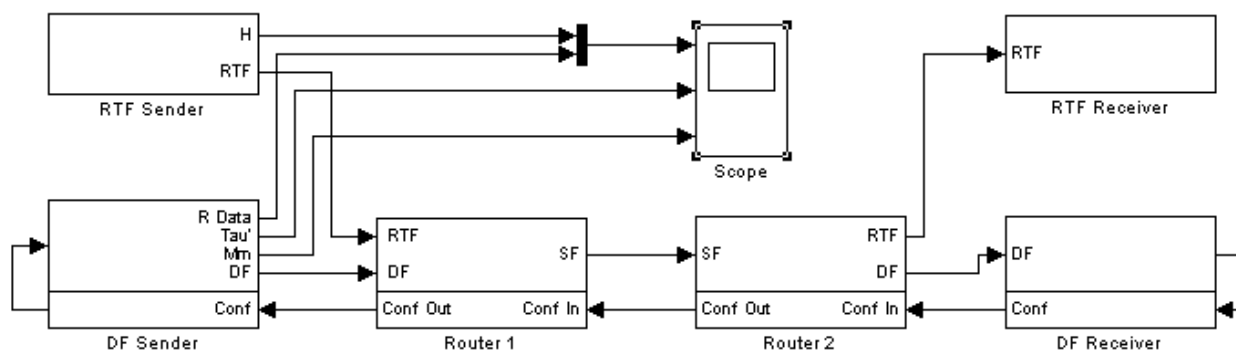 H
RTF
RTF Sender
Scope
RTF
RTF Receiver
R Data
Tau'
Mm
DF
Conf
DF Sender
RTF
DF
SF
Conf Out
Conf In
Router 1
SF
RTF
DF
Conf Out
Conf In
Router 2
DF
Conf
DF Receiver